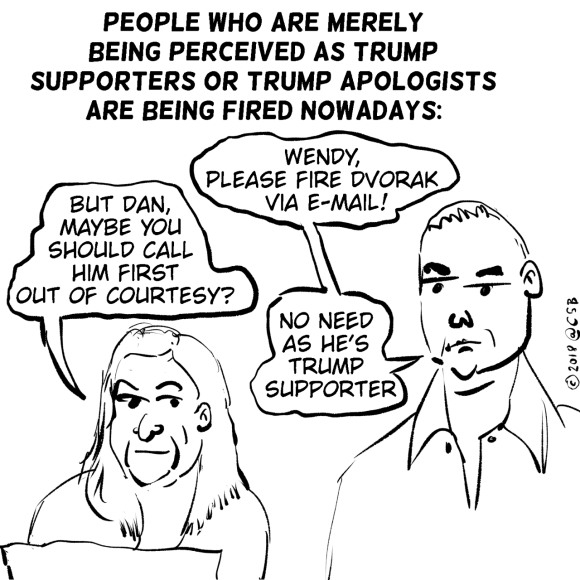 PEOPLE WHO ARE MERELY
BEING PERCEIVED AS TRUMP
SUPPORTERS OR TRUMP APOLOGISTS
ARE BEING FIRED NOWADAYS:
WENDY,
PLEASE FIRE DVORAK
VIA E-MAIL!
BUT DAN,
MAYBE YOU
SHOULD CALL
HIM FIRST
OUT OF COURTESY?
NO NEED
AS HE'S
TRUMP
SUPPORTER
© 2018 @CSB